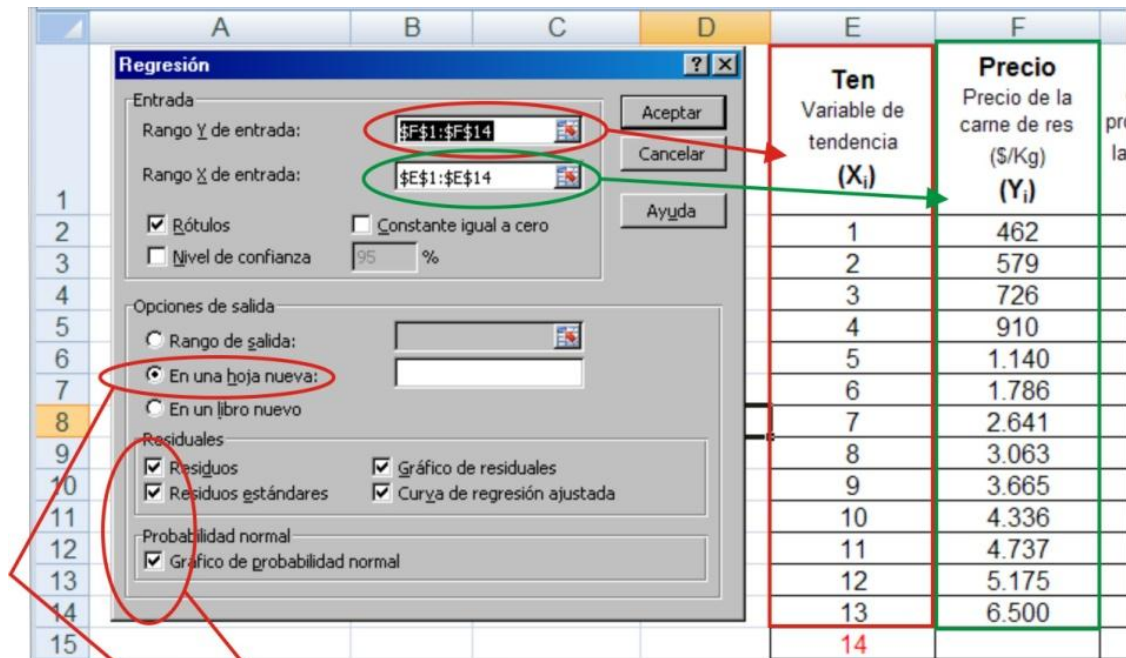 A B C D E F
Regresión
Entrada
Rango Y de entrada: $F$1:$F$14
Rango X de entrada: $E$1:$E$14
Rótulos Constante igual a cero
Nivel de confianza 95 %
Aceptar
Cancelar
Ayuda
Opciones de salida
Rango de salida:
En una hoja nueva:
En un libro nuevo
Residuales
Residuos Gráfico de residuales
Residuos estándares Curva de regresión ajustada
Probabilidad normal
Gráfico de probabilidad normal
Ten
Variable de
tendencia
(Xi)
Precio
Precio de la
carne de res
($/Kg)
(Yi)
1
2 1 462
3 2 579
4 3 726
5 4 910
6 5 1.140
7 6 1.786
8 7 2.641
9 8 3.063
10 9 3.665
11 10 4.336
12 11 4.737
13 12 5.175
14 13 6.500
15 14